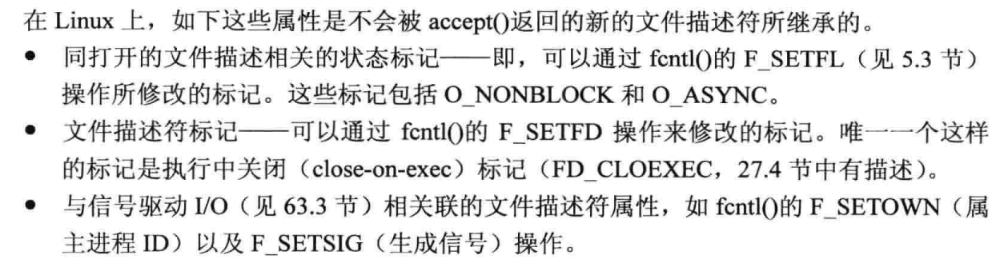 在 Linux 上，如下这些属性是不会被 accept()返回的新的文件描述符所继承的。
● 同打开的文件描述相关的状态标记——即，可以通过 fcntl()的 F_SETFL（见 5.3 节）
操作所修改的标记。这些标记包括 O_NONBLOCK 和 O_ASYNC。
● 文件描述符标记——可以通过 fcntl()的 F_SETFD 操作来修改的标记。唯一一个这样
的标记是执行中关闭（close-on-exec）标记（FD_CLOEXEC，27.4 节中有描述）。
● 与信号驱动 I/O（见 63.3 节）相关联的文件描述符属性，如 fcntl()的 F_SETOWN（属
主进程 ID）以及 F_SETSIG（生成信号）操作。